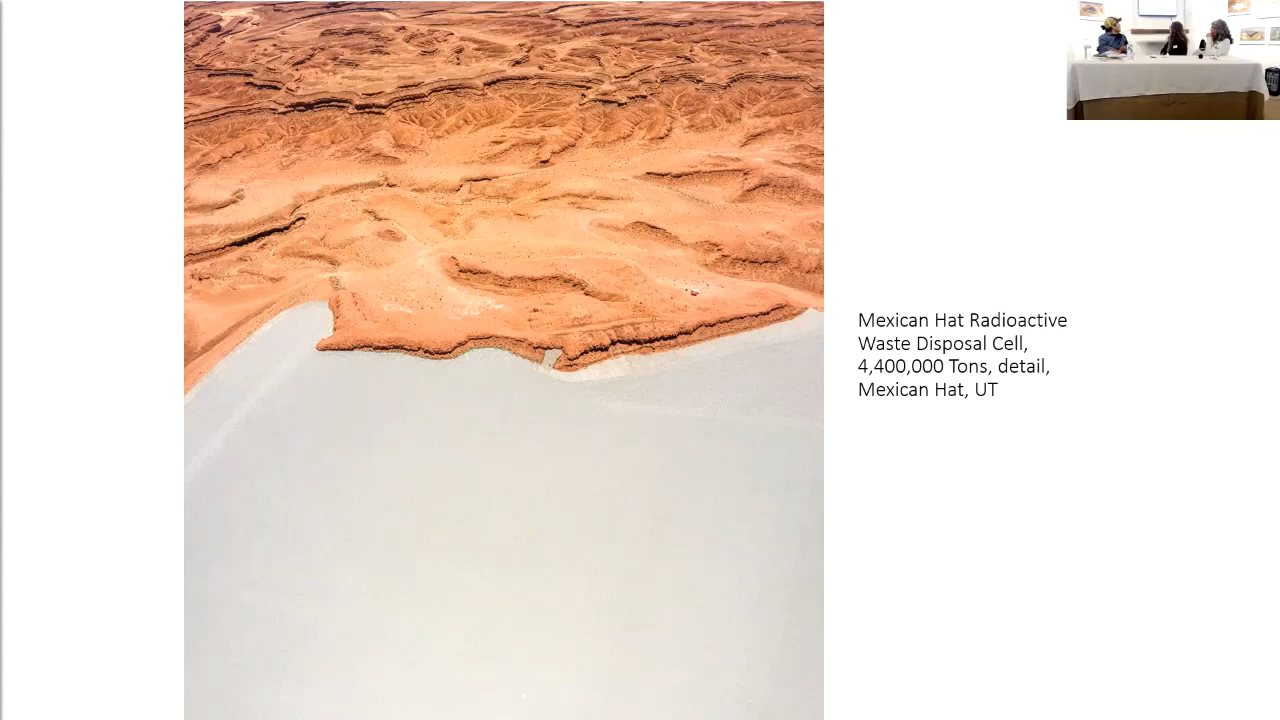 Mexican Hat Radioactive
Waste Disposal Cell,
4,400,000 Tons, detail,
Mexican Hat, UT